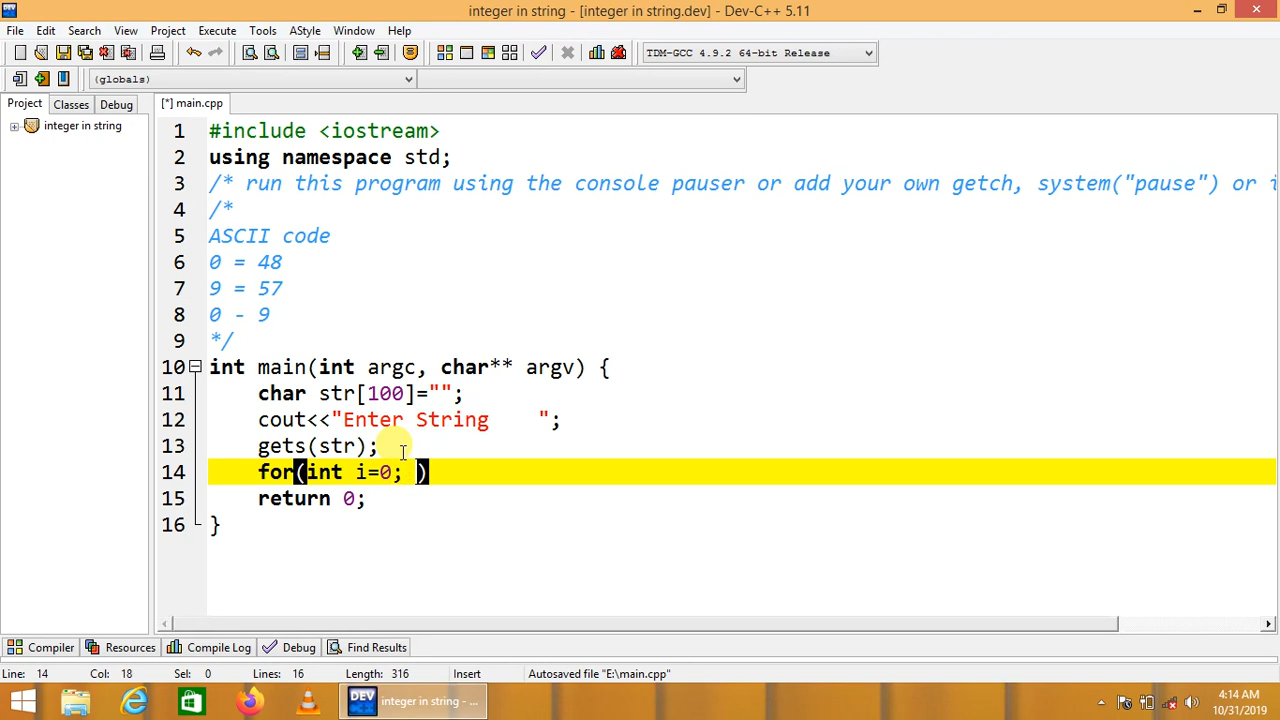 integer in string - [integer in string.dev] - Dev-C++ 5.11
File Edit Search View Project Execute Tools AStyle Window Help
TDM-GCC 4.9.2 64-bit Release
(globals)
Project Classes Debug [*] main.cpp
integer in string
1 #include <iostream>
2 using namespace std;
3 /* run this program using the console pauser or add your own getch, system("pause") or i
4 /*
5 ASCII code
6 0 = 48
7 9 = 57
8 0 - 9
9 */
10 int main(int argc, char** argv) {
11 char str[100]="";
12 cout<<"Enter String    ";
13 gets(str);
14 for(int i=0; )
15 return 0;
16 }
Compiler Resources Compile Log Debug Find Results
Line: 14 Col: 18 Sel: 0 Lines: 16 Length: 316 Insert Autosaved file "E:\main.cpp"
DEV integer in string - ... 4:14 AM
10/31/2019